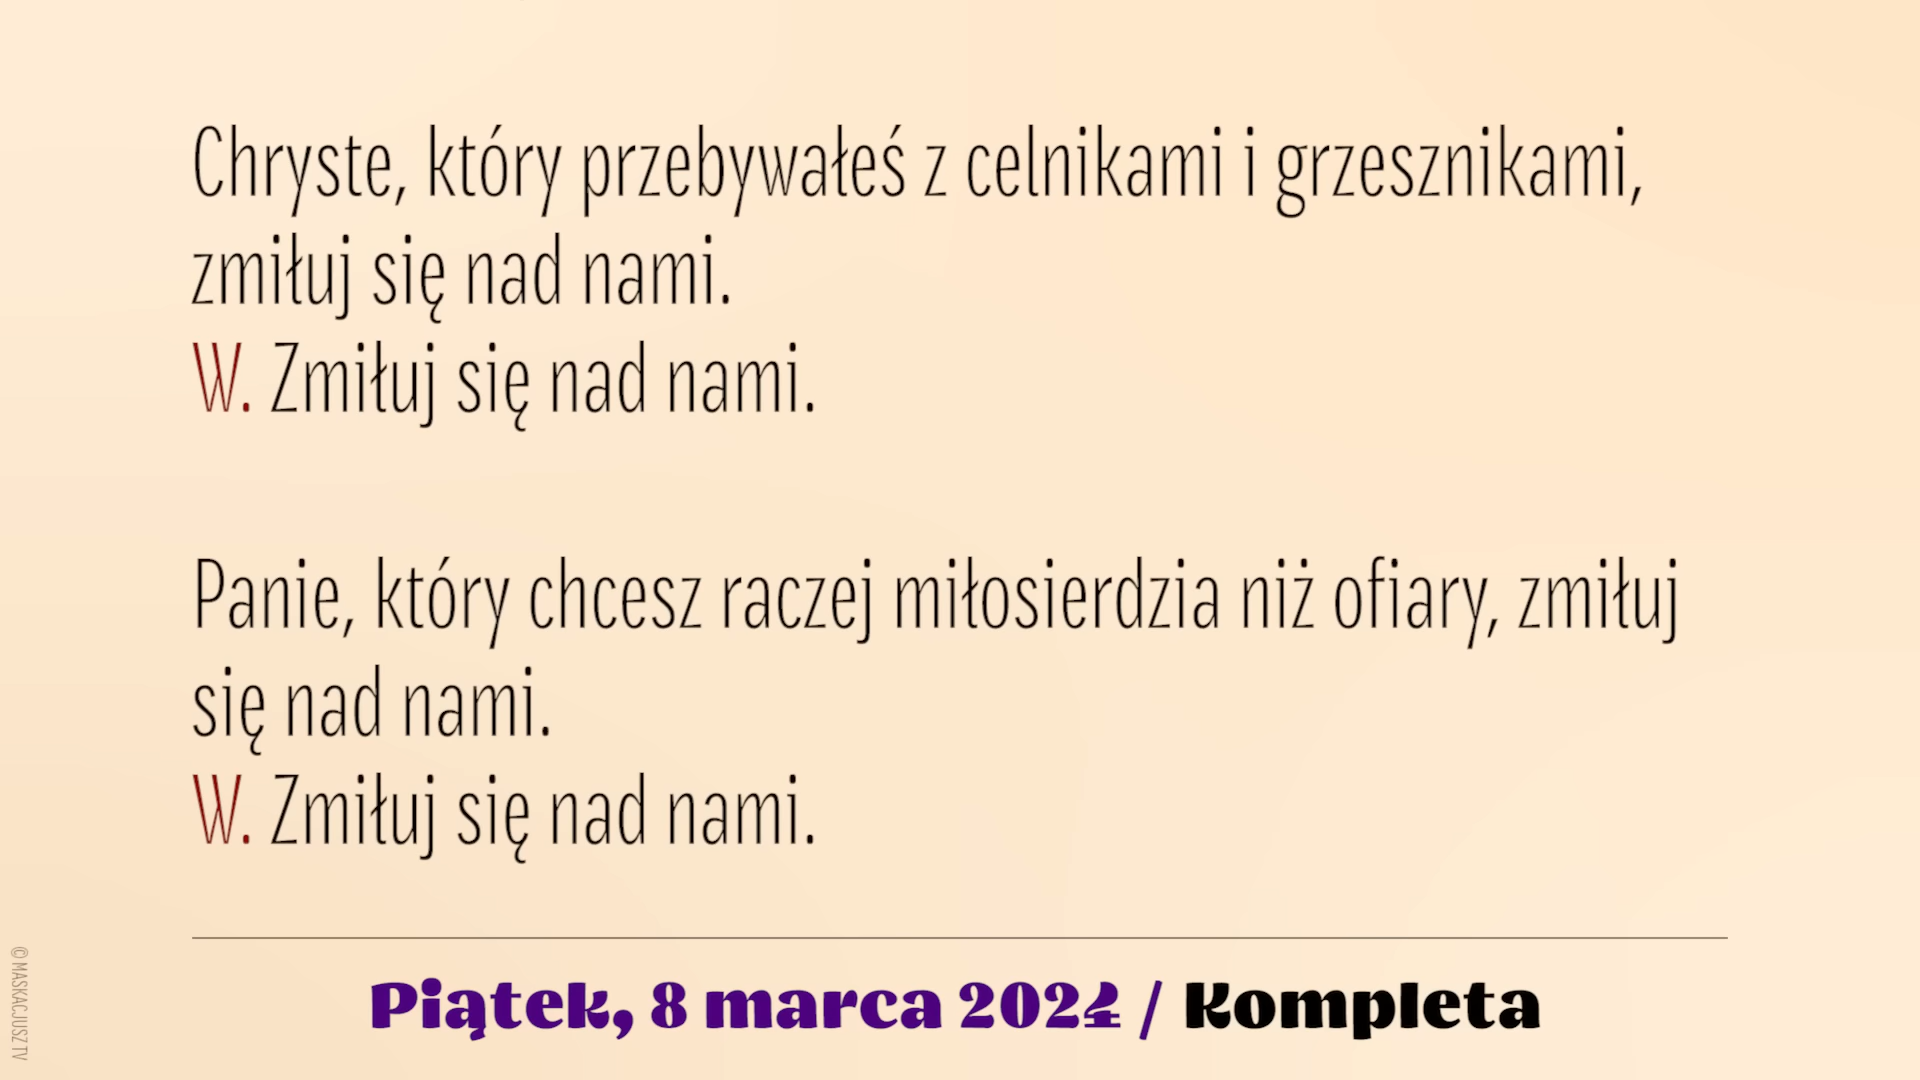 Chryste, który przebywałeś z celnikami i grzesznikami,
zmiłuj się nad nami.
W. Zmiłuj się nad nami.
Panie, który chcesz raczej miłosierdzia niż ofiary, zmiłuj
się nad nami.
W. Zmiłuj się nad nami.
Piątek, 8 marca 2024 / Kompleta
© MASKACJUSZ TV